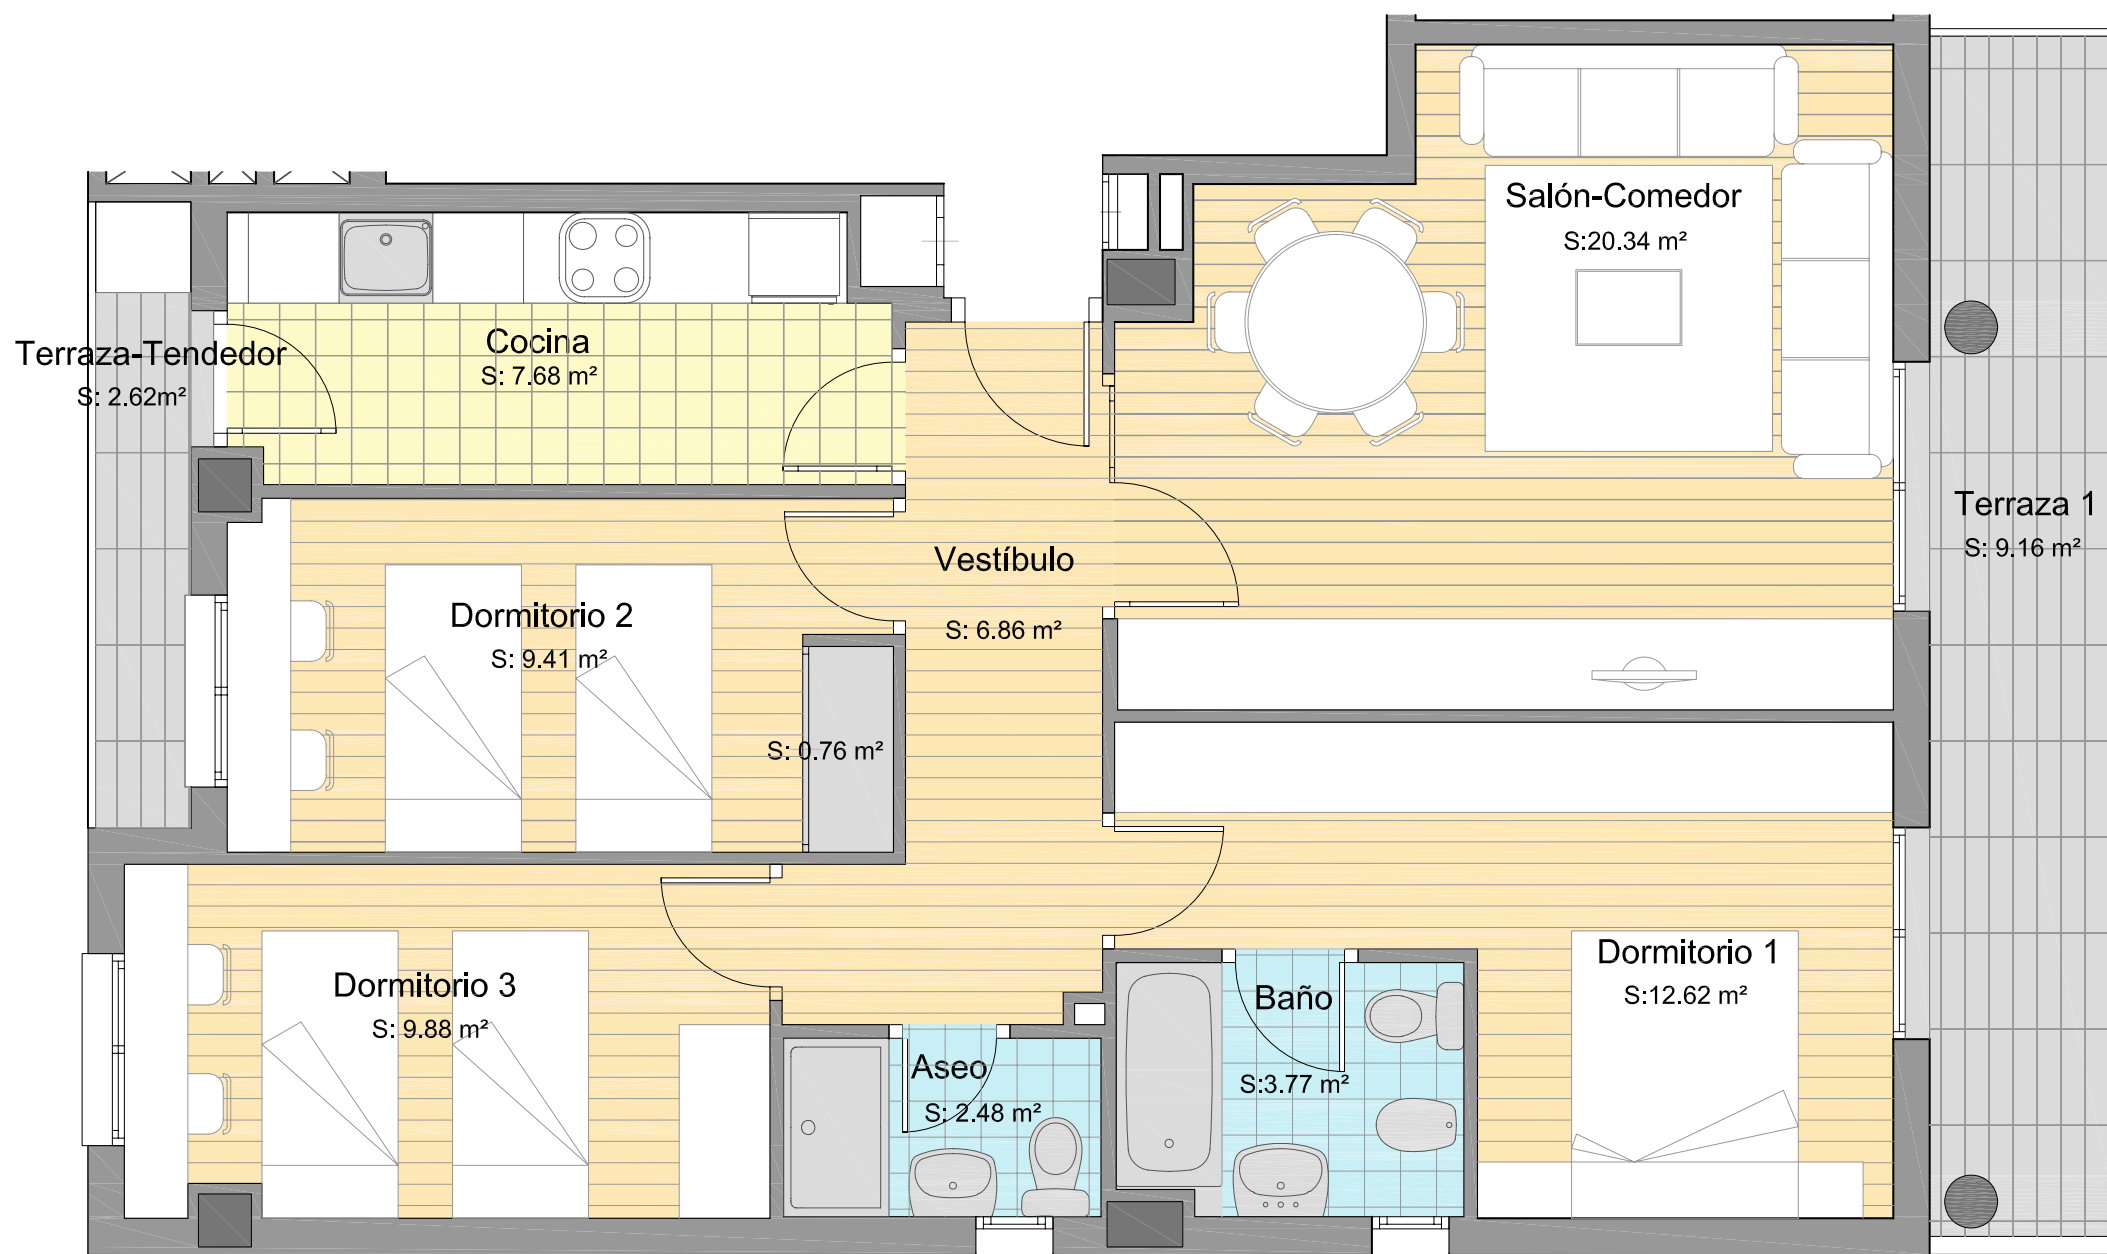 Salón-Comedor
S:20.34 m²
Cocina
S: 7.68 m²
Terraza-Tendedor
S: 2.62m²
Terraza 1
S: 9.16 m²
Vestíbulo
S: 6.86 m²
Dormitorio 2
S: 9.41 m²
S: 0.76 m²
Dormitorio 1
S:12.62 m²
Dormitorio 3
S: 9.88 m²
Baño
S:3.77 m²
Aseo
S: 2.48 m²